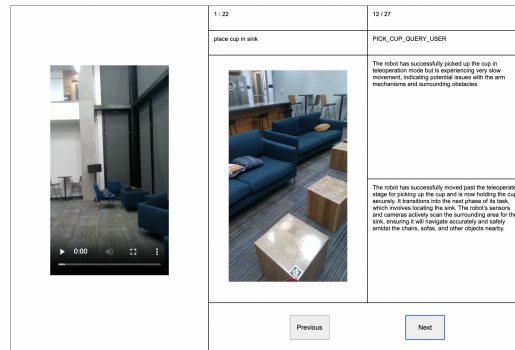 1 : 22
12 / 27
place cup in sink
PICK_CUP_QUERY_USER
The robot has successfully picked up the cup in
teleoperation mode but is experiencing very slow
movement, indicating potential issues with the arm
mechanisms and surrounding obstacles.
The robot has successfully moved past the teleoperate
stage for picking up the cup and is now holding the cup
securely. It transitions into the next phase of its task,
which involves locating the sink. The robot's sensors
and cameras actively scan the surrounding area for the
sink, ensuring it will navigate accurately and safely
amidst the chairs, sofas, and other objects nearby.
0:00
Previous
Next